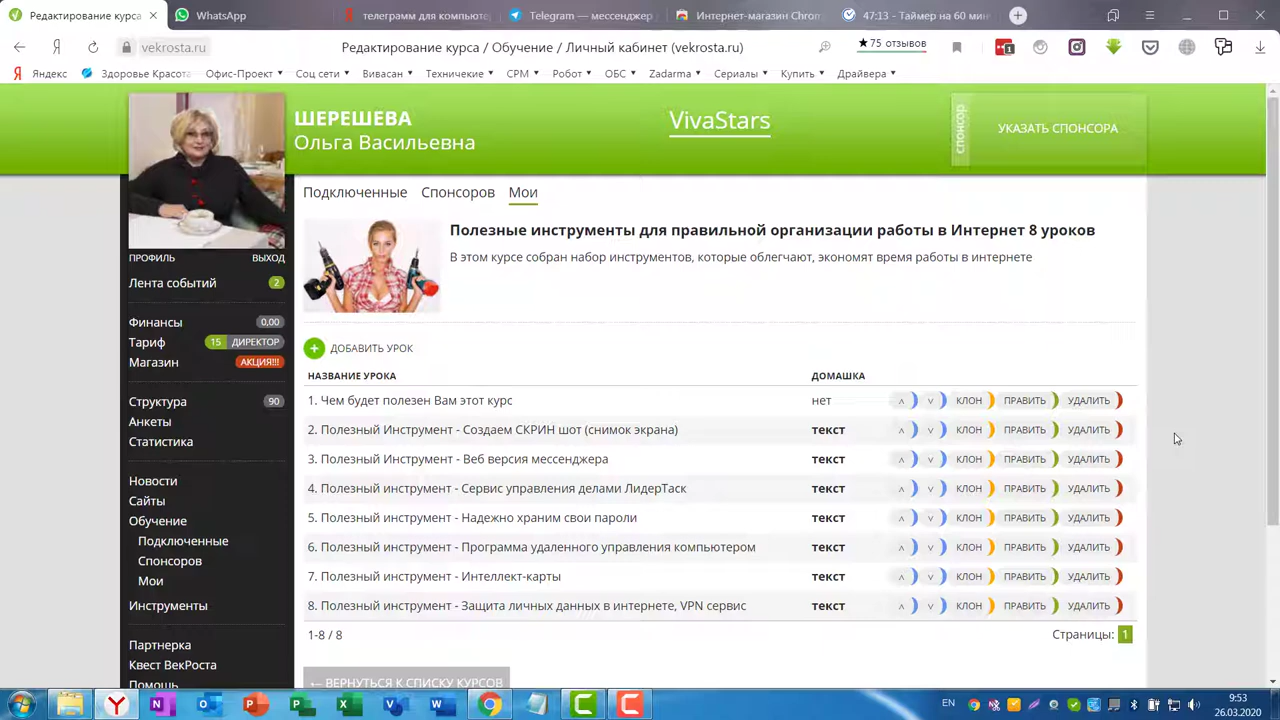 Редактирование курса
WhatsApp
телеграмм для компьютe
Telegram — мессенджер
Интернет-магазин Chrom
47:13 - Таймер на 60 мин
vekrosta.ru
Редактирование курса / Обучение / Личный кабинет (vekrosta.ru)
★ 75 отзывов
1
Яндекс
Здоровье Красота
Офис-Проект
Соц сети
Вивасан
Техничекие
СРМ
Робот
ОБС
Zadarma
Сериалы
Купить
Драйвера
ШЕРЕШЕВА
Ольга Васильевна
VivaStars
спонсор
УКАЗАТЬ СПОНСОРА
ПРОФИЛЬ
ВЫХОД
Лента событий 2
Финансы 0,00
Тариф 15 ДИРЕКТОР
Магазин АКЦИЯ!!!
Структура 90
Анкеты
Статистика
Новости
Сайты
Обучение
Подключенные
Спонсоров
Мои
Инструменты
Партнерка
Квест ВекРоста
Помощь
Подключенные Спонсоров Мои
Полезные инструменты для правильной организации работы в Интернет 8 уроков
В этом курсе собран набор инструментов, которые облегчают, экономят время работы в интернете
+ ДОБАВИТЬ УРОК
НАЗВАНИЕ УРОКА ДОМАШКА
1. Чем будет полезен Вам этот курс нет КЛОН ПРАВИТЬ УДАЛИТЬ
2. Полезный Инструмент - Создаем СКРИН шот (снимок экрана) текст КЛОН ПРАВИТЬ УДАЛИТЬ
3. Полезный Инструмент - Веб версия мессенджера текст КЛОН ПРАВИТЬ УДАЛИТЬ
4. Полезный инструмент - Сервис управления делами ЛидерТаск текст КЛОН ПРАВИТЬ УДАЛИТЬ
5. Полезный инструмент - Надежно храним свои пароли текст КЛОН ПРАВИТЬ УДАЛИТЬ
6. Полезный инструмент - Программа удаленного управления компьютером текст КЛОН ПРАВИТЬ УДАЛИТЬ
7. Полезный инструмент - Интеллект-карты текст КЛОН ПРАВИТЬ УДАЛИТЬ
8. Полезный инструмент - Защита личных данных в интернете, VPN сервис текст КЛОН ПРАВИТЬ УДАЛИТЬ
1-8 / 8
Страницы: 1
← ВЕРНУТЬСЯ К СПИСКУ КУРСОВ
EN
9:53
26.03.2020